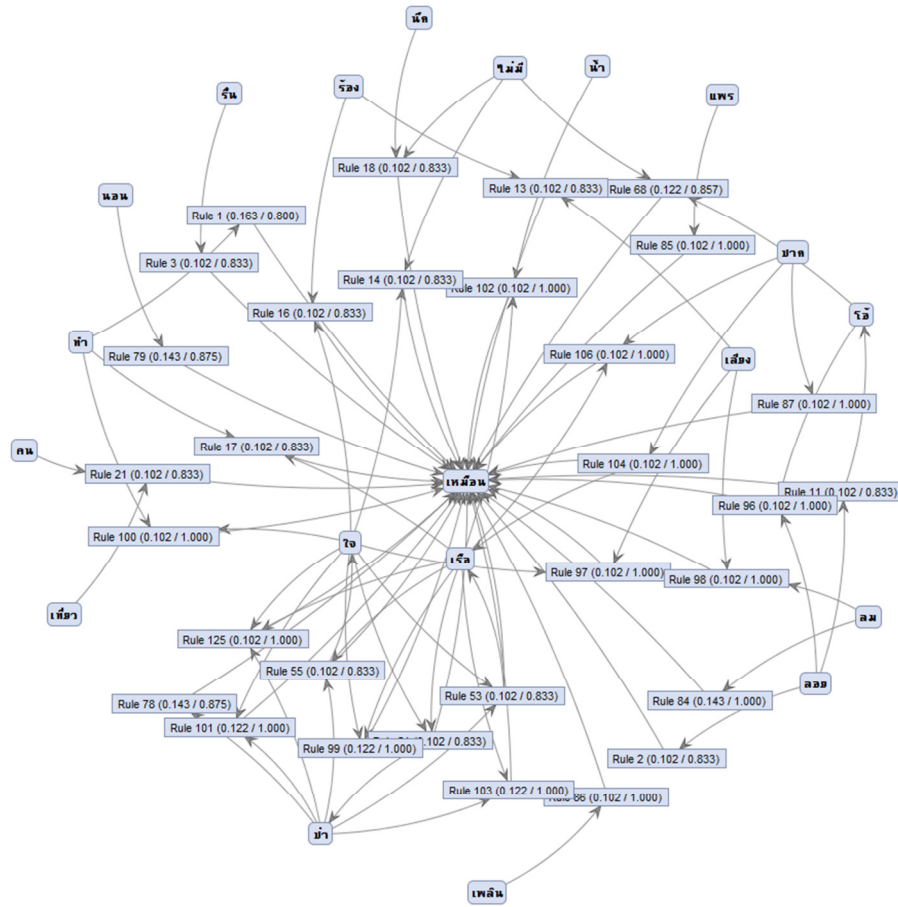 นึก
ไม่มี
น้ำ
รื่น
ร้อง
แพร
Rule 18 (0.102 / 0.833)
Rule 13 (0.102 / 0.833)
Rule 68 (0.122 / 0.857)
นอน
Rule 1 (0.163 / 0.800)
Rule 85 (0.102 / 1.000)
ปาก
Rule 3 (0.102 / 0.833)
Rule 14 (0.102 / 0.833)
Rule 102 (0.102 / 1.000)
Rule 16 (0.102 / 0.833)
โอ้
ทำ
Rule 79 (0.143 / 0.875)
Rule 106 (0.102 / 1.000)
เสียง
Rule 87 (0.102 / 1.000)
คน
Rule 17 (0.102 / 0.833)
Rule 21 (0.102 / 0.833)
Rule 104 (0.102 / 1.000)
เหมือน
Rule 11 (0.102 / 0.833)
Rule 96 (0.102 / 1.000)
Rule 100 (0.102 / 1.000)
ใจ
เรือ
Rule 97 (0.102 / 1.000)
Rule 98 (0.102 / 1.000)
เที่ยว
ลม
Rule 125 (0.102 / 1.000)
Rule 55 (0.102 / 0.833)
ลอย
Rule 53 (0.102 / 0.833)
Rule 84 (0.143 / 1.000)
Rule 78 (0.143 / 0.875)
Rule 101 (0.122 / 1.000)
Rule 99 (0.122 / 1.000)
(0.102 / 0.833)
Rule 2 (0.102 / 0.833)
Rule 103 (0.122 / 1.000)
Rule 86 (0.102 / 1.000)
เพลิน